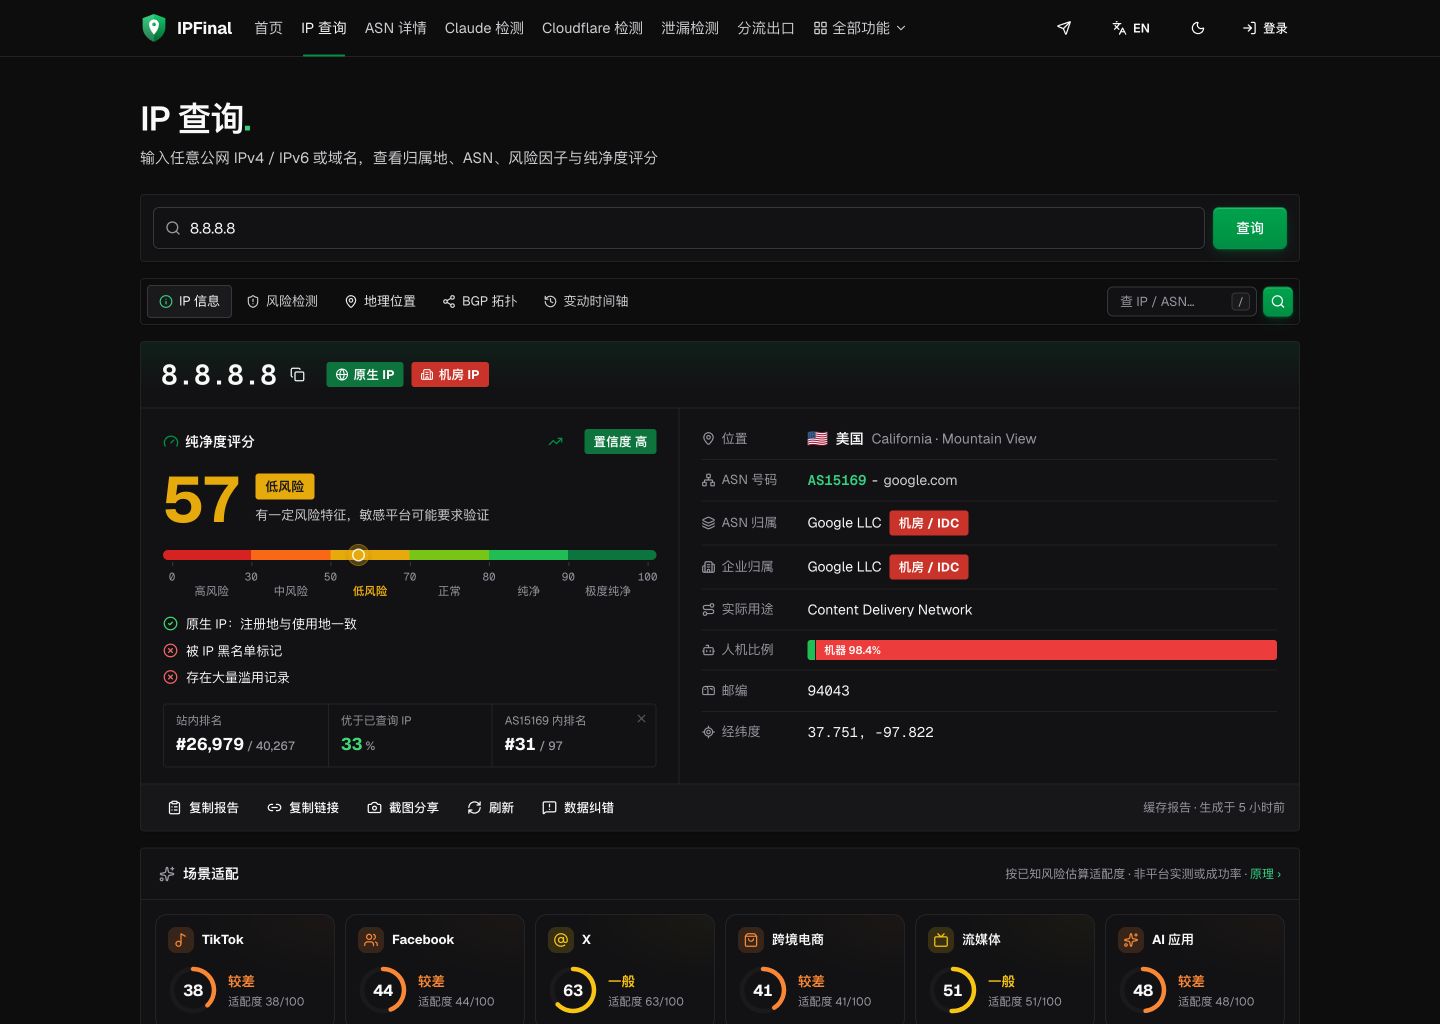 IPFinal 首页 IP 查询 ASN 详情 Claude 检测 Cloudflare 检测 泄漏检测 分流出口 全部功能 EN 登录
IP 查询.
输入任意公网 IPv4 / IPv6 或域名，查看归属地、ASN、风险因子与纯净度评分
8.8.8.8 查询
IP 信息 风险检测 地理位置 BGP 拓扑 变动时间轴 查 IP / ASN... /
8.8.8.8 原生 IP 机房 IP
纯净度评分 置信度 高
57 低风险
有一定风险特征，敏感平台可能要求验证
0 30 50 70 80 90 100
高风险 中风险 低风险 正常 纯净 极度纯净
原生 IP：注册地与使用地一致
被 IP 黑名单标记
存在大量滥用记录
站内排名 优于已查询 IP AS15169 内排名
#26,979 / 40,267 33 % #31 / 97
位置 美国 California · Mountain View
ASN 号码 AS15169 - google.com
ASN 归属 Google LLC 机房 / IDC
企业归属 Google LLC 机房 / IDC
实际用途 Content Delivery Network
人机比例 机器 98.4%
邮编 94043
经纬度 37.751, -97.822
复制报告 复制链接 截图分享 刷新 数据纠错 缓存报告 · 生成于 5 小时前
场景适配 按已知风险估算适配度 · 非平台实测或成功率 · 原理 ›
TikTok Facebook X 跨境电商 流媒体 AI 应用
38 较差 44 较差 63 一般 41 较差 51 一般 48 较差
适配度 38/100 适配度 44/100 适配度 63/100 适配度 41/100 适配度 51/100 适配度 48/100